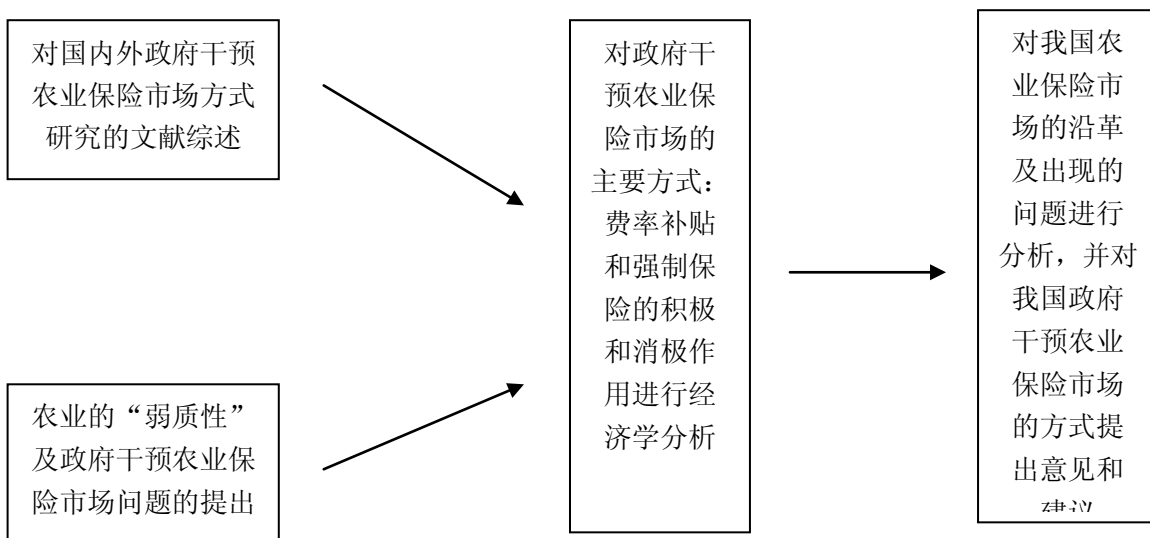 对国内外政府干预
农业保险市场方式
研究的文献综述
农业的“弱质性”
及政府干预农业保
险市场问题的提出
对政府干
预农业保
险市场的
主要方式：
费率补贴
和强制保
险的积极
和消极作
用进行经
济学分析
对我国农
业保险市
场的沿革
及出现的
问题进行
分析，并对
我国政府
干预农业
保险市场
的方式提
出意见和
建议